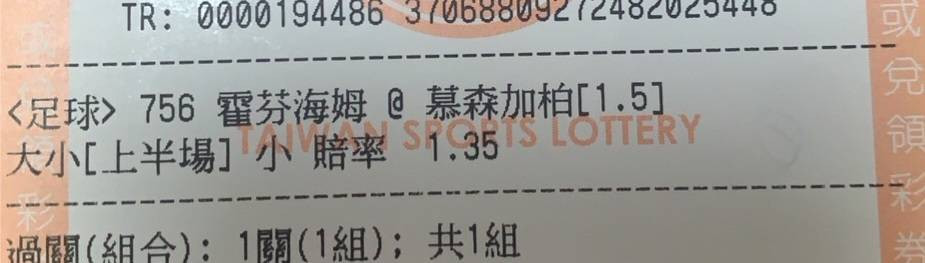 TR: 0000194486 37068809272482025448
<足球> 756 霍芬海姆 @ 慕森加柏[1.5]
TAIWAN SPORTS LOTTERY
大小[上半場] 小 賠率 1.35
過關(組合): 1關(1組); 共1組
或兌領彩券